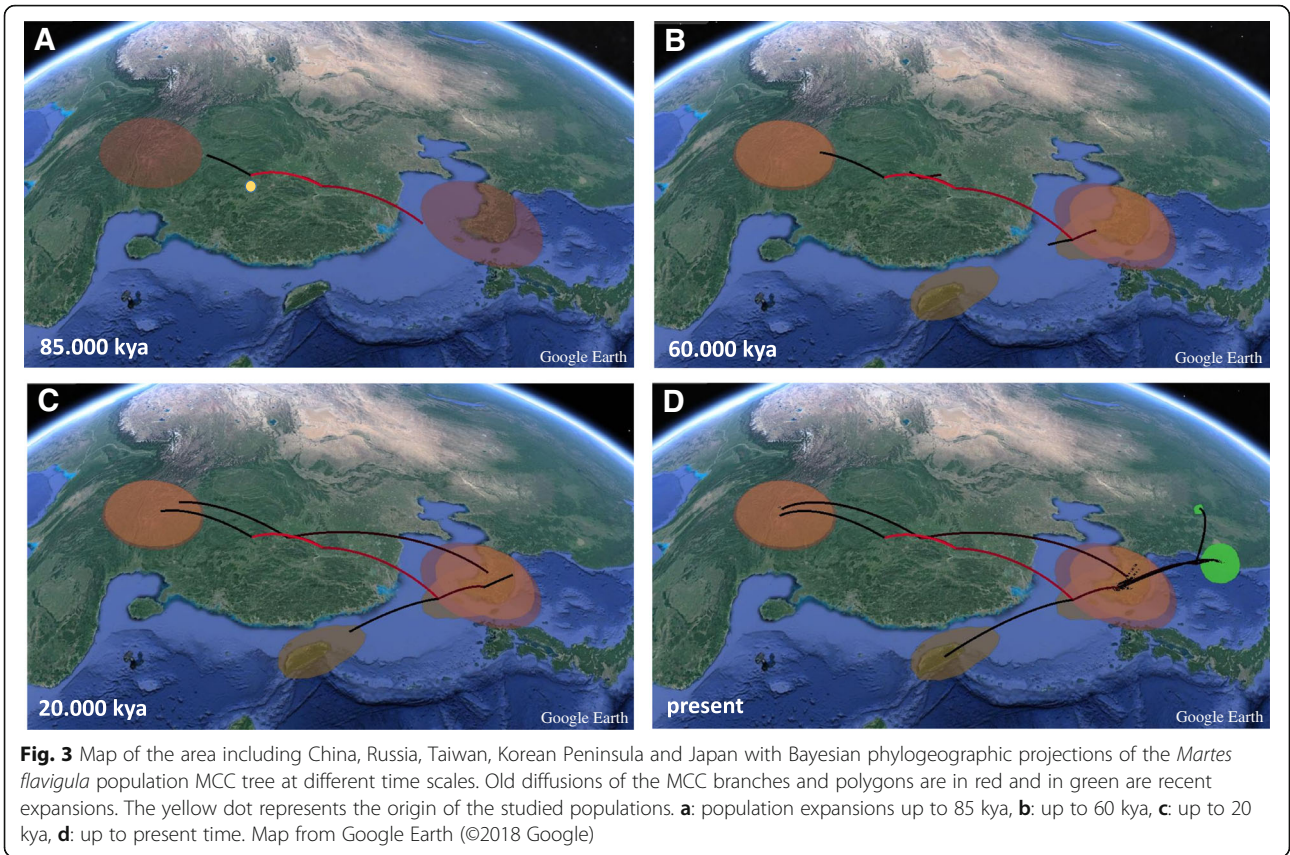 A
85.000 kya
Google Earth
B
60.000 kya
Google Earth
C
20.000 kya
Google Earth
D
present
Google Earth
Fig. 3 Map of the area including China, Russia, Taiwan, Korean Peninsula and Japan with Bayesian phylogeographic projections of the Martes
flavigula population MCC tree at different time scales. Old diffusions of the MCC branches and polygons are in red and in green are recent
expansions. The yellow dot represents the origin of the studied populations. a: population expansions up to 85 kya, b: up to 60 kya, c: up to 20
kya, d: up to present time. Map from Google Earth (©2018 Google)